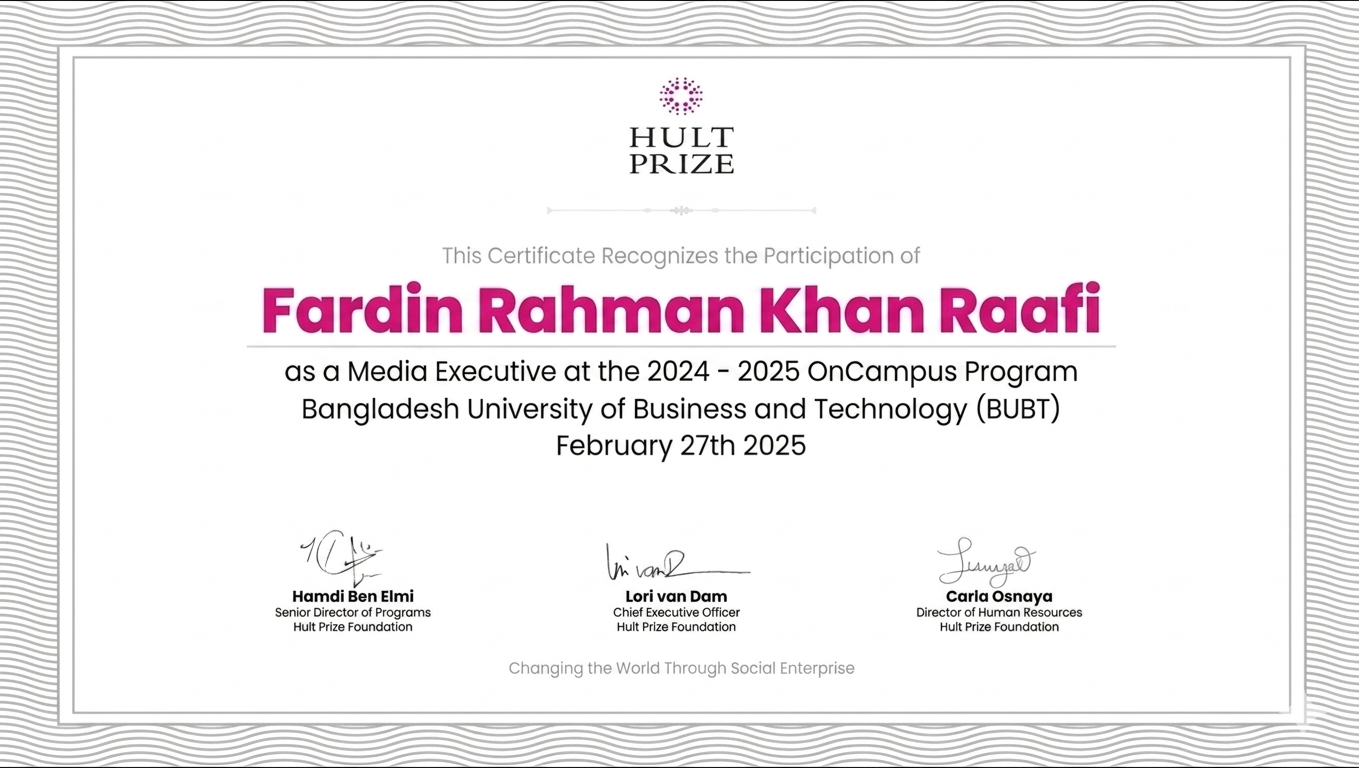 HULT
PRIZE
This Certificate Recognizes the Participation of
Fardin Rahman Khan Raafi
as a Media Executive at the 2024 - 2025 OnCampus Program
Bangladesh University of Business and Technology (BUBT)
February 27th 2025
Hamdi Ben Elmi
Senior Director of Programs
Hult Prize Foundation
Lori van Dam
Chief Executive Officer
Hult Prize Foundation
Carla Osnaya
Director of Human Resources
Hult Prize Foundation
Changing the World Through Social Enterprise